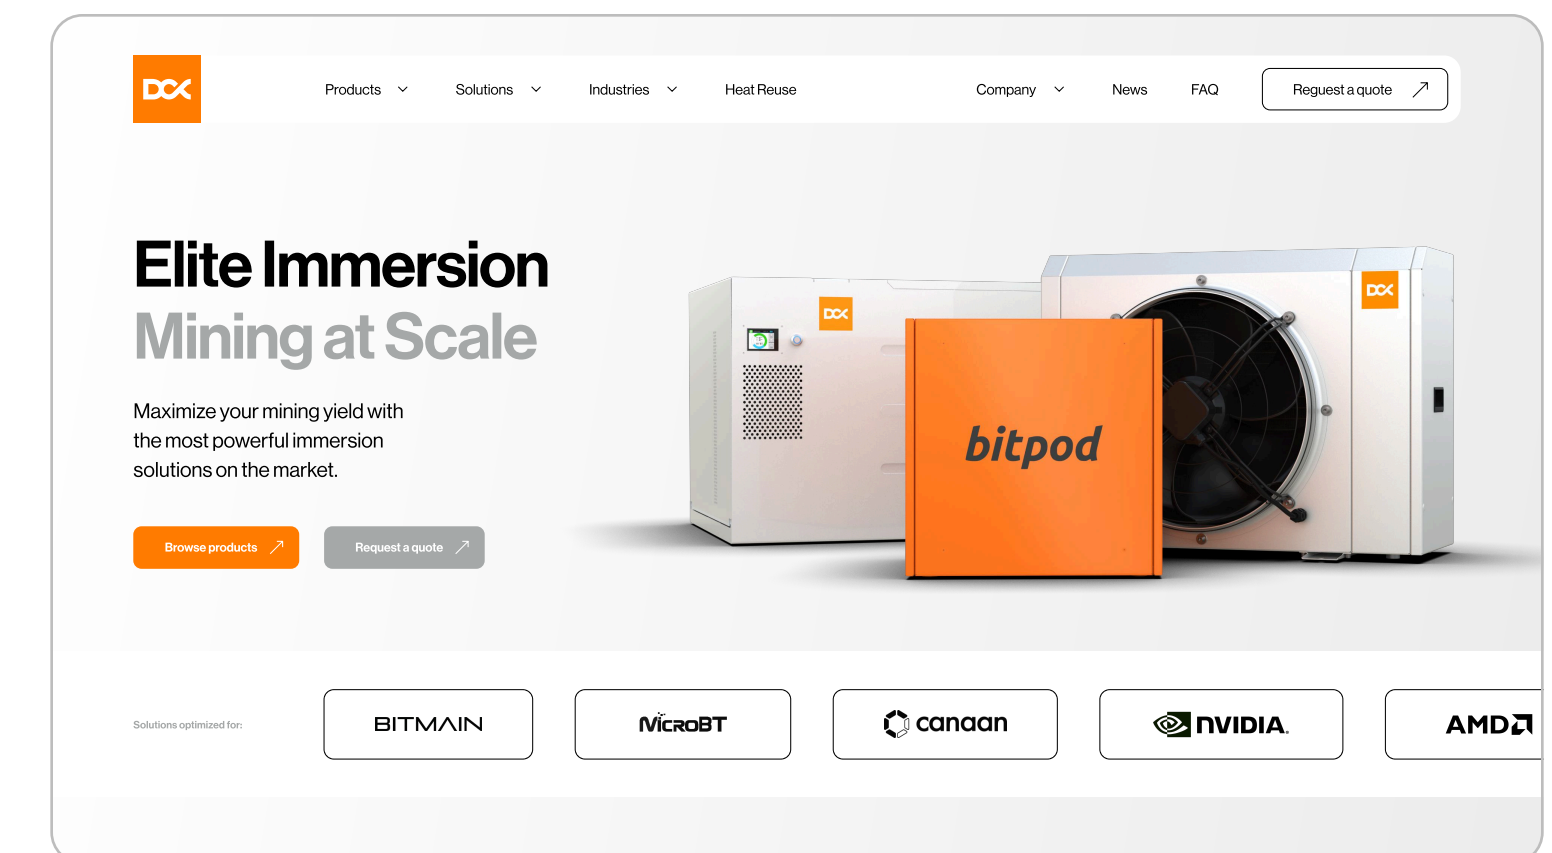 DCX
Products
Solutions
Industries
Heat Reuse
Company
News
FAQ
Reguest a quote
Elite Immersion
Mining at Scale
Maximize your mining yield with
the most powerful immersion
solutions on the market.
Browse products
Request a quote
DCX
DCX
bitpod
Solutions optimized for:
BITMAIN
MICROBT
canaan
NVIDIA.
AMD